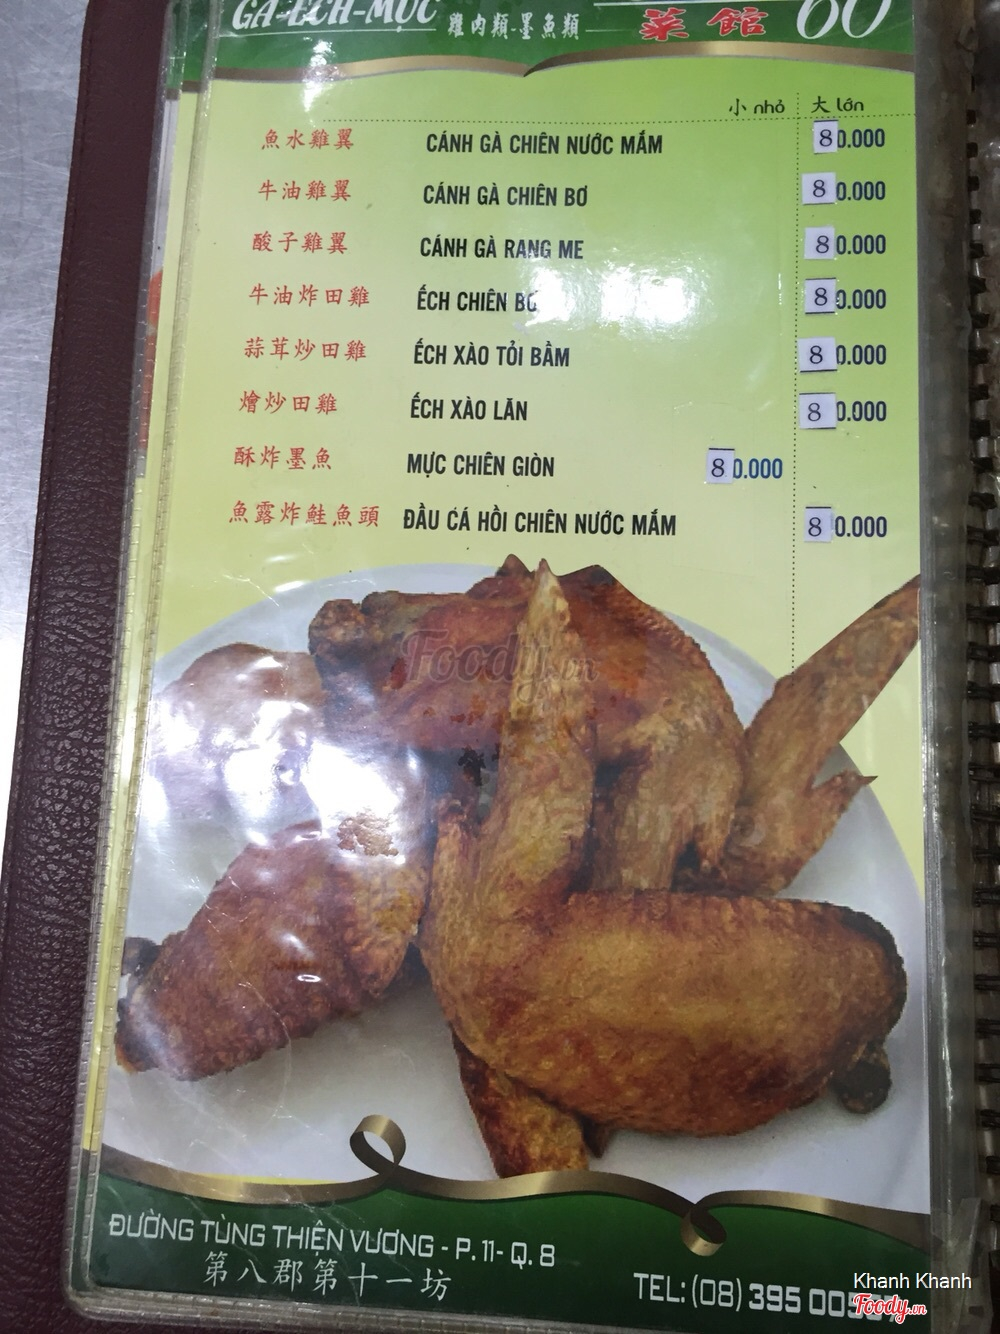 GÀ-ẾCH-MỰC 雞肉類-墨魚類 菜館 60
小 nhỏ 大 lớn
魚水雞翼 CÁNH GÀ CHIÊN NƯỚC MẮM 80.000
牛油雞翼 CÁNH GÀ CHIÊN BƠ 80.000
酸子雞翼 CÁNH GÀ RANG ME 80.000
牛油炸田雞 ẾCH CHIÊN BƠ 80.000
蒜茸炒田雞 ẾCH XÀO TỎI BẰM 80.000
燴炒田雞 ẾCH XÀO LĂN 80.000
酥炸墨魚 MỰC CHIÊN GIÒN 80.000
魚露炸鮭魚頭 ĐẦU CÁ HỒI CHIÊN NƯỚC MẮM 80.000
Foody.vn
ĐƯỜNG TÙNG THIỆN VƯƠNG - P. 11- Q. 8
第八郡第十一坊
TEL: (08) 395 00
Khanh Khanh
Foody.vn